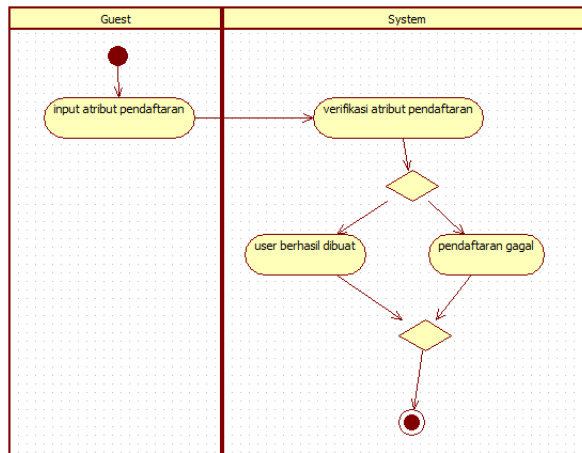 Guest
System
input atribut pendaftaran
verifikasi atribut pendaftaran
user berhasil dibuat
pendaftaran gagal